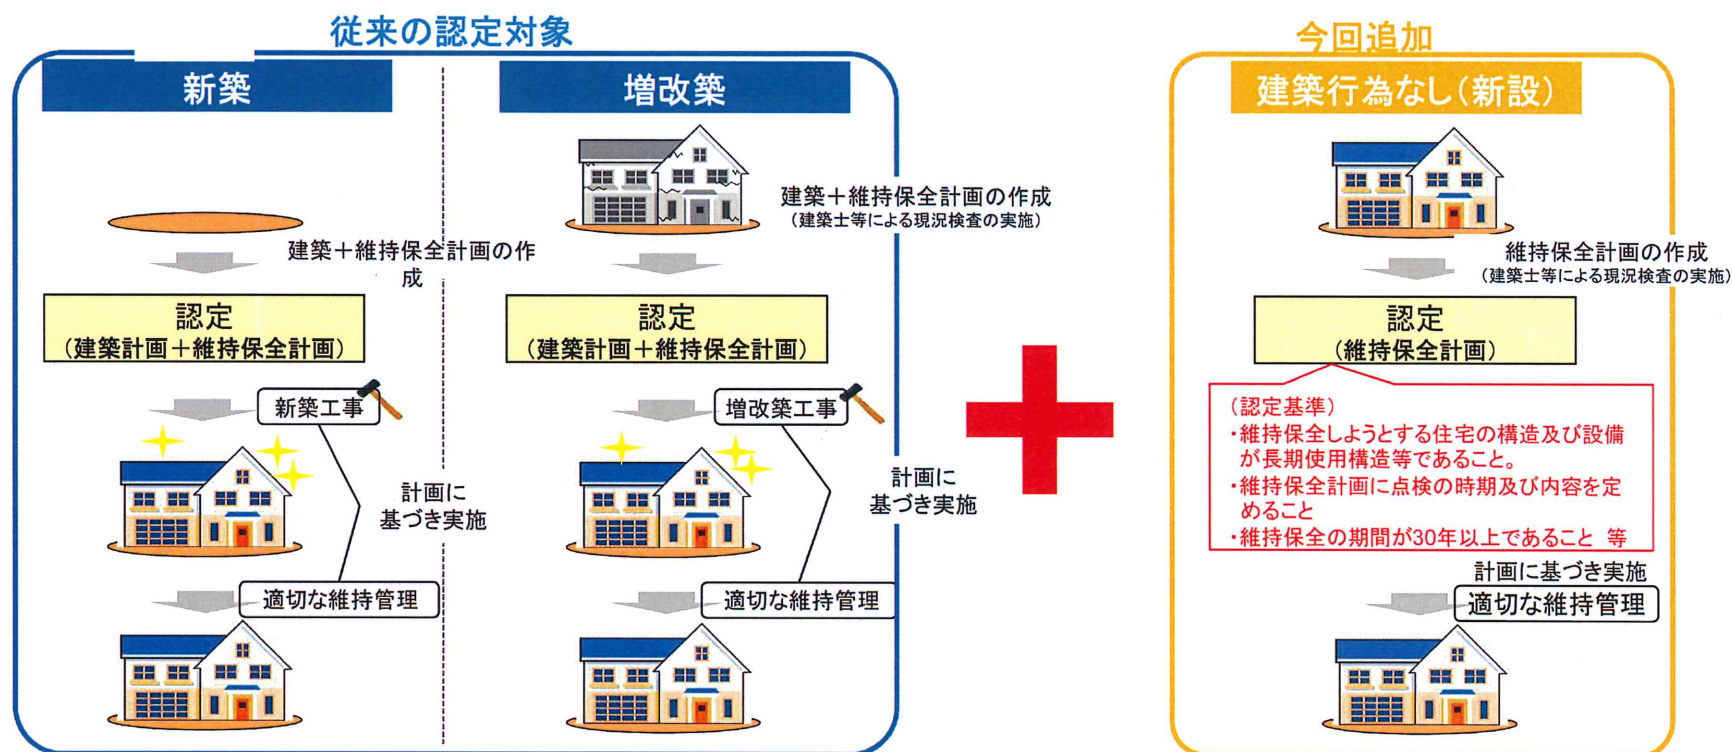 従来の認定対象
新築
建築+維持保全計画の作
成
認定
(建築計画+維持保全計画)
新築工事
計画に
基づき実施
適切な維持管理
増改築
建築+維持保全計画の作成
(建築士等による現況検査の実施)
認定
(建築計画+維持保全計画)
増改築工事
計画に
基づき実施
適切な維持管理
今回追加
建築行為なし(新設)
維持保全計画の作成
(建築士等による現況検査の実施)
認定
(維持保全計画)
(認定基準)
・維持保全しようとする住宅の構造及び設備
が長期使用構造等であること。
・維持保全計画に点検の時期及び内容を定
めること
・維持保全の期間が30年以上であること 等
計画に基づき実施
適切な維持管理